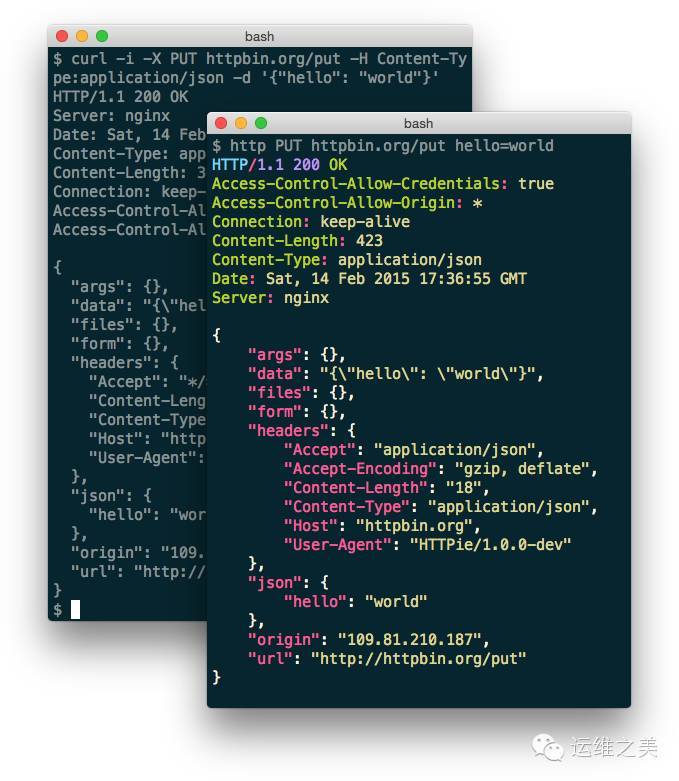 bash
$ curl -i -X PUT httpbin.org/put -H Content-Ty
pe:application/json -d '{"hello": "world"}'
HTTP/1.1 200 OK
Server: nginx
Date: Sat, 14 Feb
Content-Type: app
Content-Length: 3
Connection: keep-
Access-Control-Al
Access-Control-Al
{
"args": {},
"data": "{\"hel
"files": {},
"form": {},
"headers": {
"Accept": "*/
"Content-Leng
"Content-Type
"Host": "http
"User-Agent":
},
"json": {
"hello": "wor
},
"origin": "109.
"url": "http://
}
$
bash
$ http PUT httpbin.org/put hello=world
HTTP/1.1 200 OK
Access-Control-Allow-Credentials: true
Access-Control-Allow-Origin: *
Connection: keep-alive
Content-Length: 423
Content-Type: application/json
Date: Sat, 14 Feb 2015 17:36:55 GMT
Server: nginx
{
"args": {},
"data": "{\"hello\": \"world\"}",
"files": {},
"form": {},
"headers": {
"Accept": "application/json",
"Accept-Encoding": "gzip, deflate",
"Content-Length": "18",
"Content-Type": "application/json",
"Host": "httpbin.org",
"User-Agent": "HTTPie/1.0.0-dev"
},
"json": {
"hello": "world"
},
"origin": "109.81.210.187",
"url": "http://httpbin.org/put"
}
运维之美